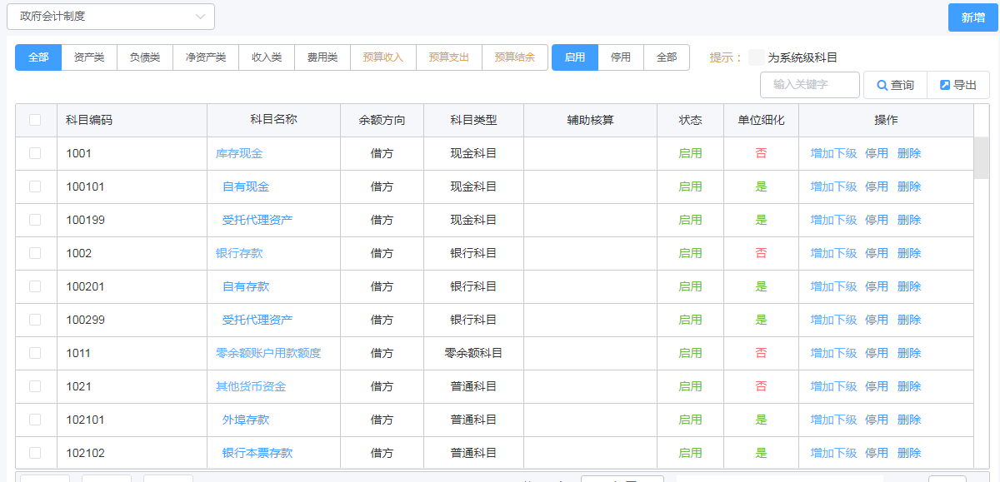 政府会计制度
新增
全部 资产类 负债类 净资产类 收入类 费用类 预算收入 预算支出 预算结余 启用 停用 全部 提示： 为系统级科目
输入关键字 查询 导出
科目编码 科目名称 余额方向 科目类型 辅助核算 状态 单位细化 操作
1001 库存现金 借方 现金科目 启用 否 增加下级 停用 删除
100101 自有现金 借方 现金科目 启用 是 增加下级 停用 删除
100199 受托代理资产 借方 现金科目 启用 是 增加下级 停用 删除
1002 银行存款 借方 银行科目 启用 否 增加下级 停用 删除
100201 自有存款 借方 银行科目 启用 是 增加下级 停用 删除
100299 受托代理资产 借方 银行科目 启用 是 增加下级 停用 删除
1011 零余额账户用款额度 借方 零余额科目 启用 否 增加下级 停用 删除
1021 其他货币资金 借方 普通科目 启用 否 增加下级 停用 删除
102101 外埠存款 借方 普通科目 启用 是 增加下级 停用 删除
102102 银行本票存款 借方 普通科目 启用 是 增加下级 停用 删除